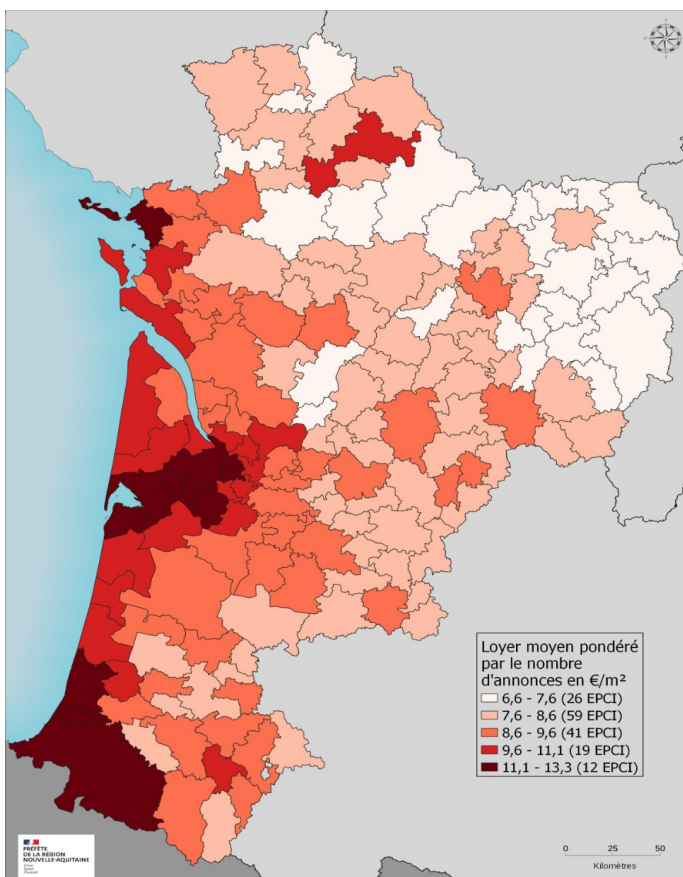 Loyer moyen pondéré
par le nombre
d'annonces en €/m²
6,6 - 7,6 (26 EPCI)
7,6 - 8,6 (59 EPCI)
8,6 - 9,6 (41 EPCI)
9,6 - 11,1 (19 EPCI)
11,1 - 13,3 (12 EPCI)
PRÉFÈTE
DE LA RÉGION
NOUVELLE-AQUITAINE
0 25 50
Kilomètres